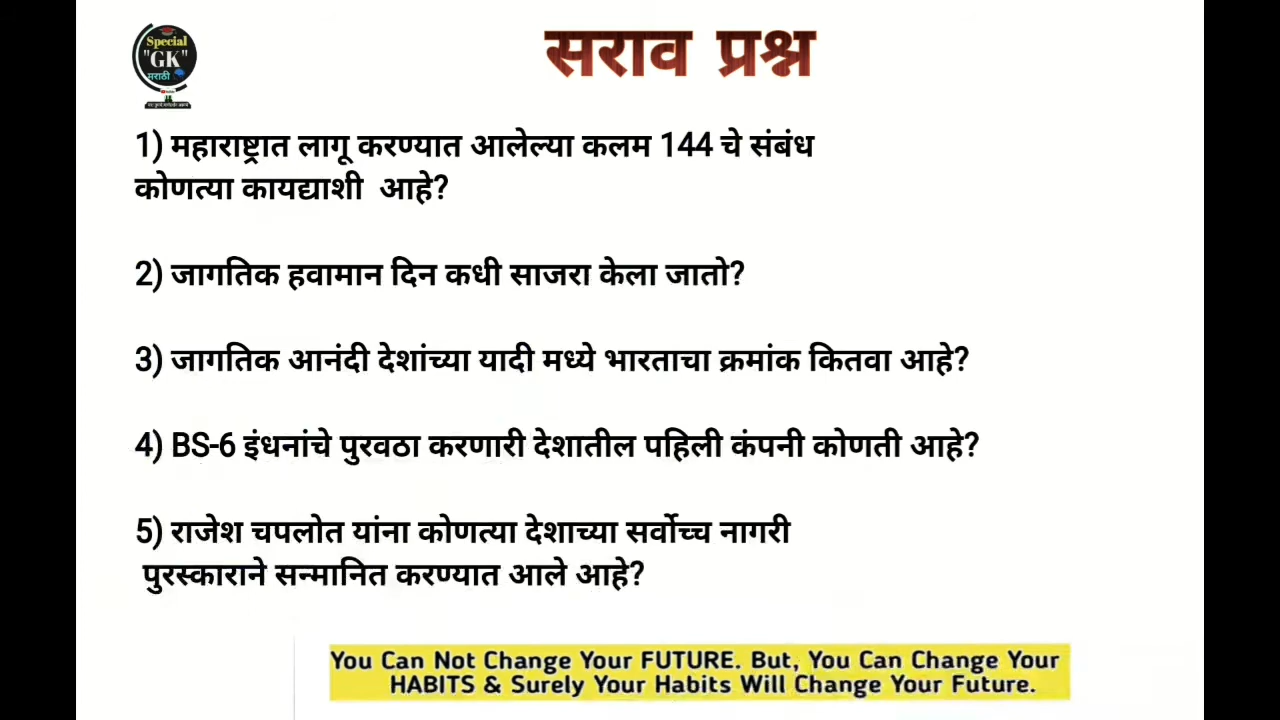 Special
"GK"
मराठी
सराव प्रश्न
1) महाराष्ट्रात लागू करण्यात आलेल्या कलम 144 चे संबंध
कोणत्या कायद्याशी आहे?
2) जागतिक हवामान दिन कधी साजरा केला जातो?
3) जागतिक आनंदी देशांच्या यादी मध्ये भारताचा क्रमांक कितवा आहे?
4) BS-6 इंधनांचे पुरवठा करणारी देशातील पहिली कंपनी कोणती आहे?
5) राजेश चपलोत यांना कोणत्या देशाच्या सर्वोच्च नागरी
पुरस्काराने सन्मानित करण्यात आले आहे?
You Can Not Change Your FUTURE. But, You Can Change Your
HABITS & Surely Your Habits Will Change Your Future.